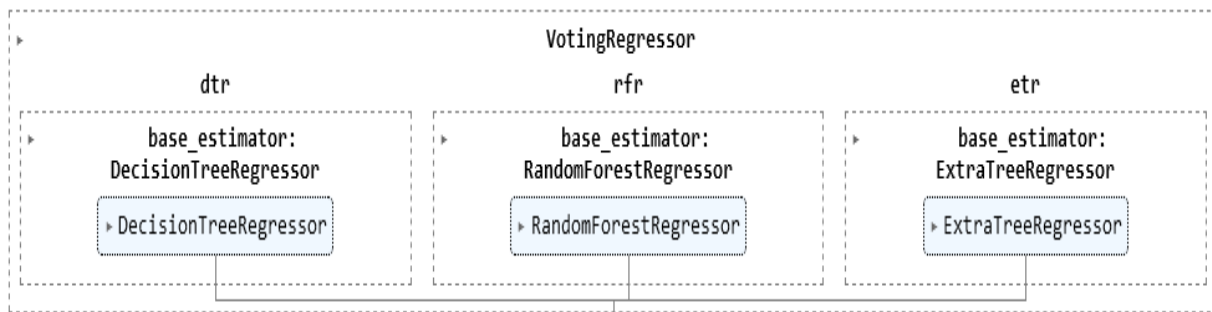 VotingRegressor
dtr
rfr
etr
base_estimator:
DecisionTreeRegressor
DecisionTreeRegressor
base_estimator:
RandomForestRegressor
RandomForestRegressor
base_estimator:
ExtraTreeRegressor
ExtraTreeRegressor